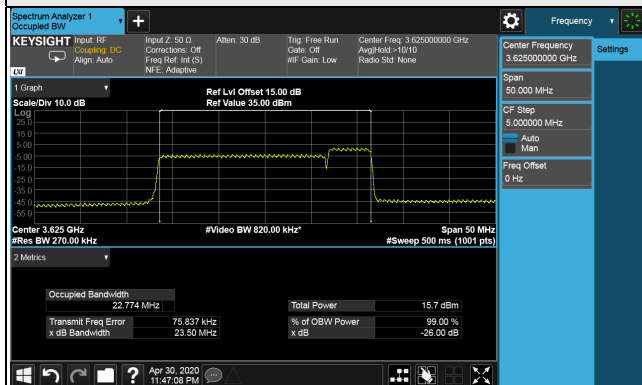 Spectrum Analyzer 1
Occupied BW
Frequency
KEYSIGHT
Input: RF
Coupling: DC
Align: Auto
Input Z: 50 Ω
Corrections: Off
Freq Ref: Int (S)
NFE: Adaptive
Atten: 30 dB
Trig: Free Run
Gate: Off
#IF Gain: Low
Center Freq: 3.625000000 GHz
Avg|Hold:>10/10
Radio Std: None
LXI
Center Frequency
3.625000000 GHz
Settings
Span
50.000 MHz
CF Step
5.000000 MHz
Auto
Man
Freq Offset
0 Hz
1 Graph
Scale/Div 10.0 dB
Ref Lvl Offset 15.00 dB
Ref Value 35.00 dBm
Log
25.0
15.0
5.00
-5.00
-15.0
-25.0
-35.0
-45.0
-55.0
Center 3.625 GHz
#Res BW 270.00 kHz
#Video BW 820.00 kHz*
Span 50 MHz
#Sweep 500 ms (1001 pts)
2 Metrics
Occupied Bandwidth
22.774 MHz
Total Power 15.7 dBm
Transmit Freq Error 75.837 kHz
% of OBW Power 99.00 %
x dB Bandwidth 23.50 MHz
x dB -26.00 dB
?
Apr 30, 2020
11:47:08 PM